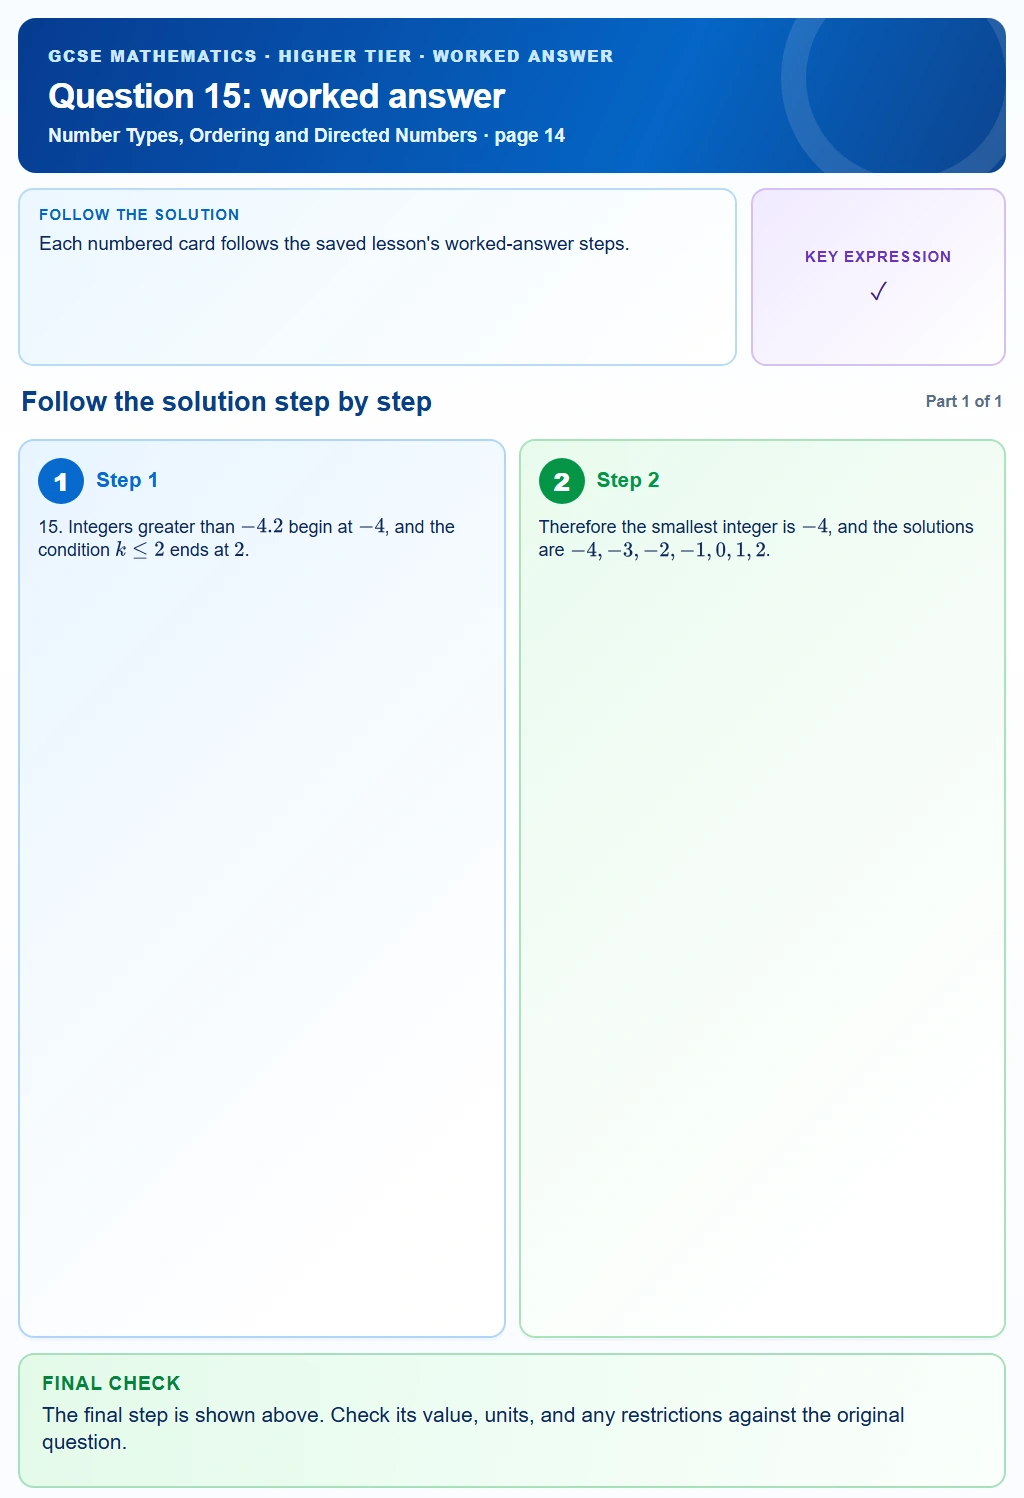 GCSE MATHEMATICS · HIGHER TIER · WORKED ANSWER
Question 15: worked answer
Number Types, Ordering and Directed Numbers · page 14
FOLLOW THE SOLUTION
Each numbered card follows the saved lesson's worked-answer steps.
KEY EXPRESSION
✓
Follow the solution step by step
Part 1 of 1
1 Step 1
15. Integers greater than −4.2 begin at −4, and the
condition k ≤ 2 ends at 2.
2 Step 2
Therefore the smallest integer is −4, and the solutions
are −4, −3, −2, −1, 0, 1, 2.
FINAL CHECK
The final step is shown above. Check its value, units, and any restrictions against the original
question.